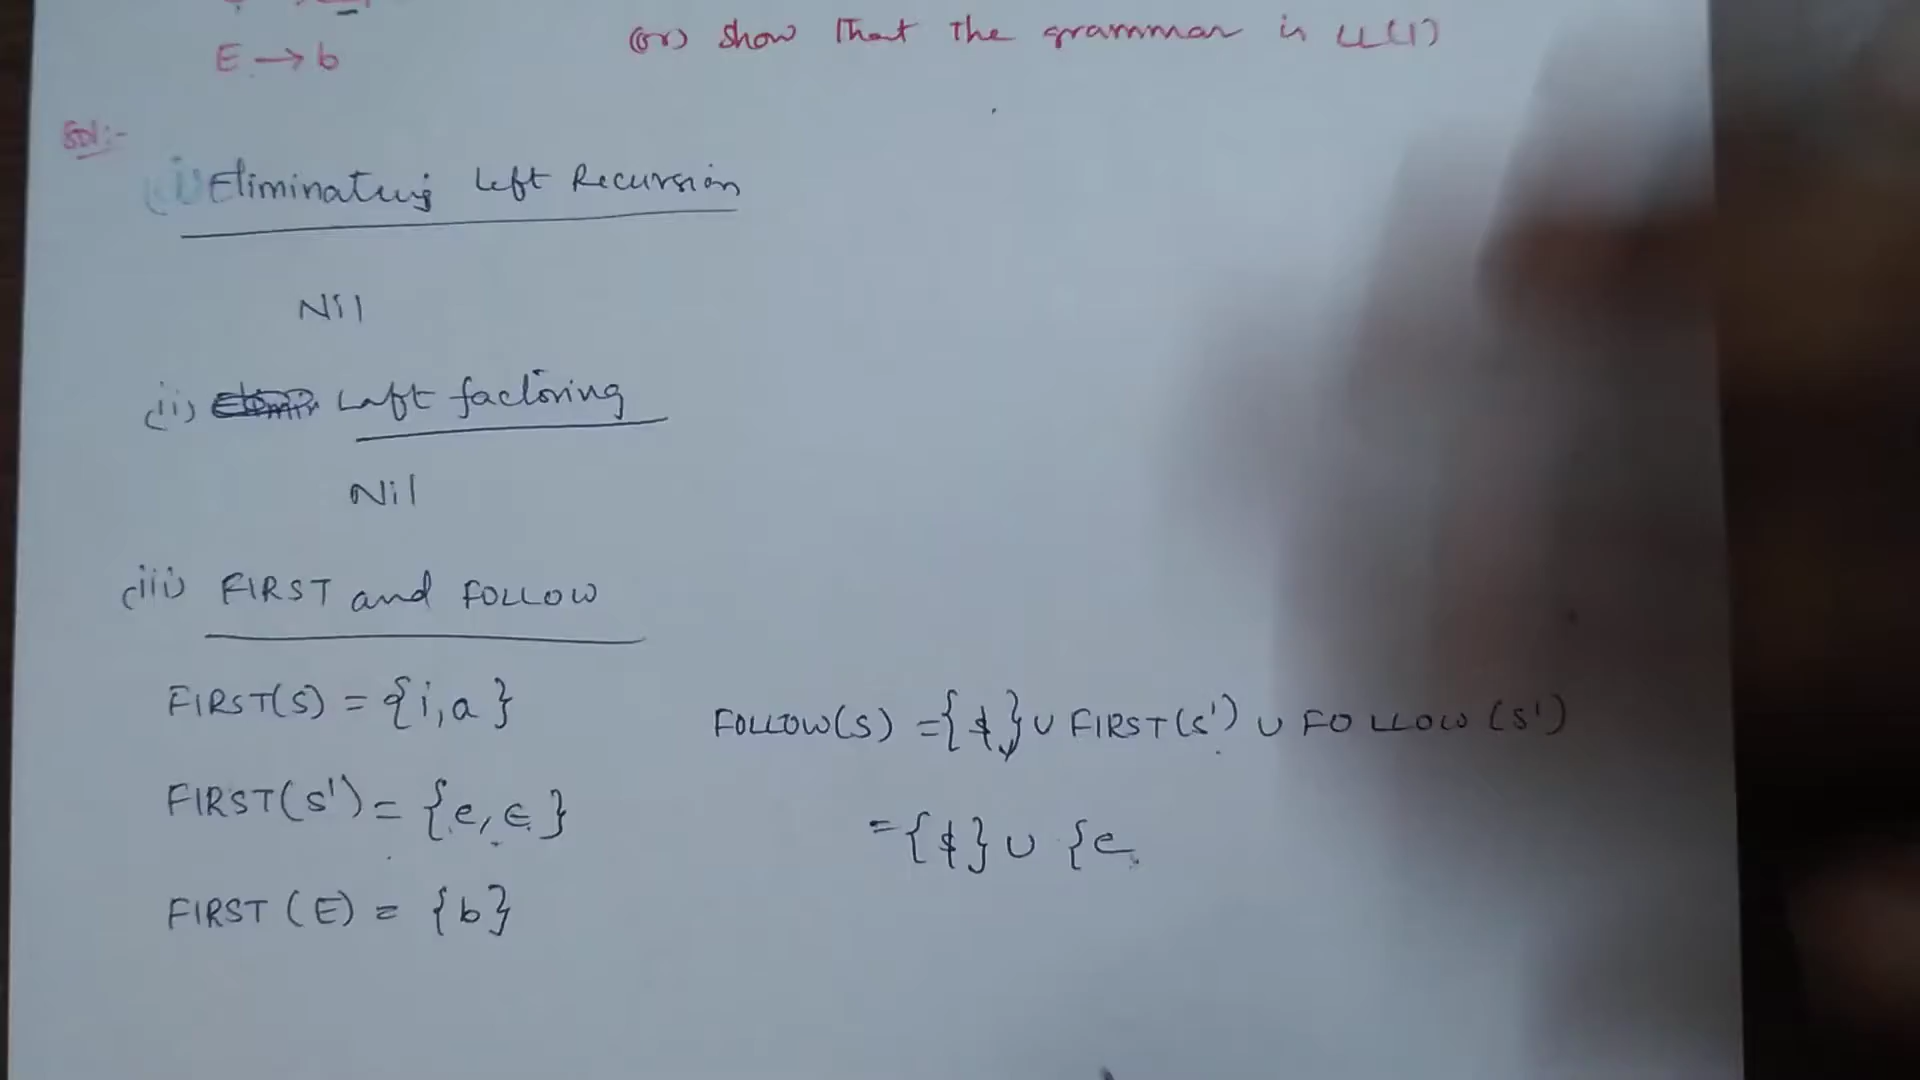 E → b
(or) show that the grammar is LL(1)
Sol:-
(i) Eliminating Left Recursion
Nil
(ii) Left factoring
Nil
(iii) FIRST and FOLLOW
FIRST(S) = {i,a}
FOLLOW(S) = {$} ∪ FIRST(S') ∪ FOLLOW(S')
FIRST(S') = {e, ε}
= {$} ∪ {e
FIRST(E) = {b}